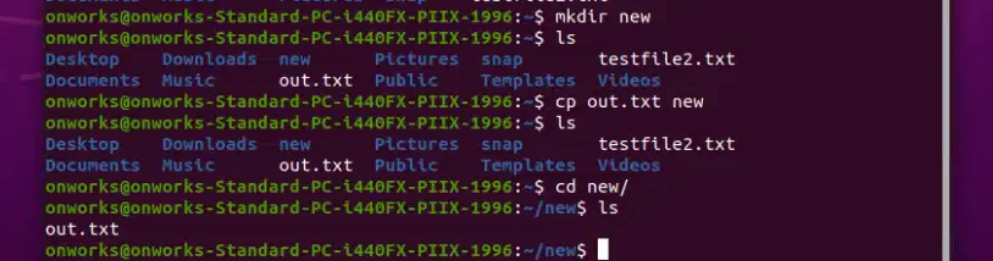 onworks@onworks-Standard-PC-i440FX-PIIX-1996:~$ mkdir new
onworks@onworks-Standard-PC-i440FX-PIIX-1996:~$ ls
Desktop Downloads new Pictures snap testfile2.txt
Documents Music out.txt Public Templates Videos
onworks@onworks-Standard-PC-i440FX-PIIX-1996:~$ cp out.txt new
onworks@onworks-Standard-PC-i440FX-PIIX-1996:~$ ls
Desktop Downloads new Pictures snap testfile2.txt
Documents Music out.txt Public Templates Videos
onworks@onworks-Standard-PC-i440FX-PIIX-1996:~$ cd new/
onworks@onworks-Standard-PC-i440FX-PIIX-1996:~/new$ ls
out.txt
onworks@onworks-Standard-PC-i440FX-PIIX-1996:~/new$